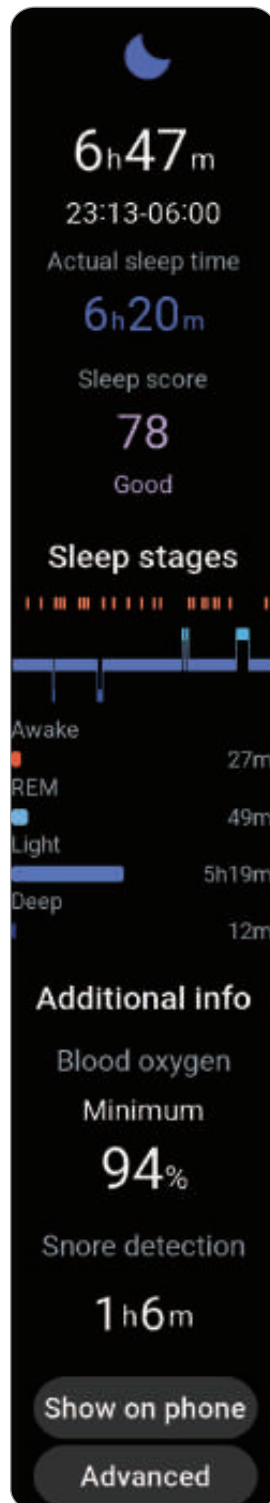 6h47m
23:13-06:00
Actual sleep time
6h20m
Sleep score
78
Good
Sleep stages
Awake
27m
REM
49m
Light
5h19m
Deep
12m
Additional info
Blood oxygen
Minimum
94%
Snore detection
1h6m
Show on phone
Advanced